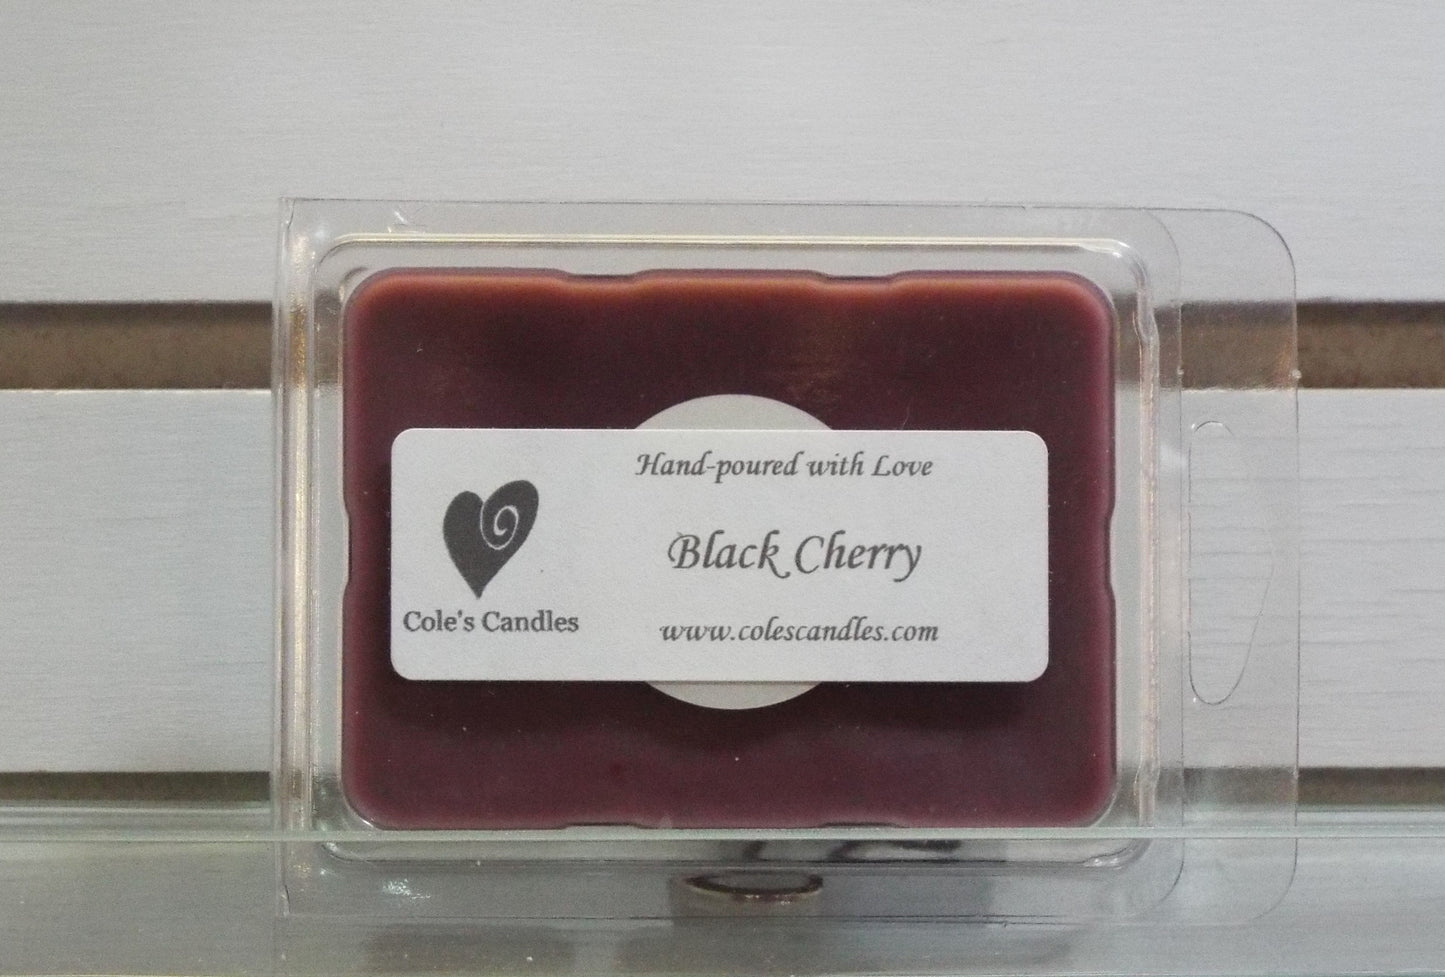 Hand-poured with Love
Black Cherry
Cole's Candles
www.colescandles.com